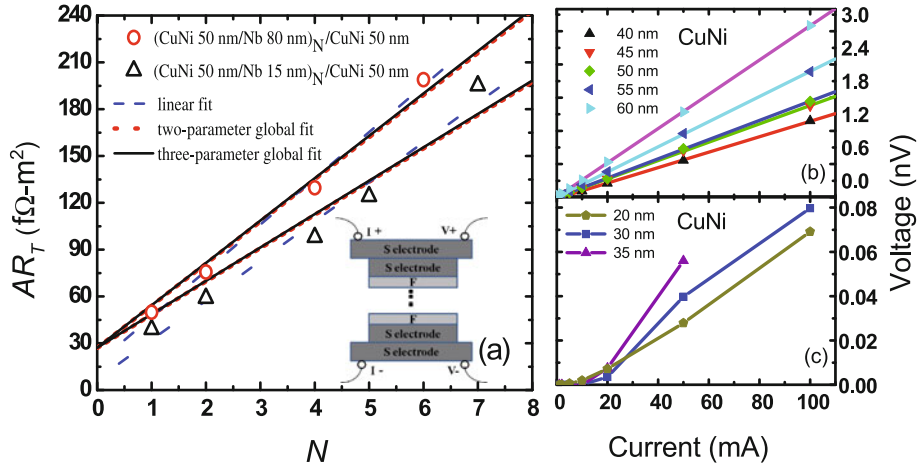 240
210
180
150
120
90
60
30
0
AR_T (fΩ-m²)
(CuNi 50 nm/Nb 80 nm)_N/CuNi 50 nm
(CuNi 50 nm/Nb 15 nm)_N/CuNi 50 nm
linear fit
two-parameter global fit
three-parameter global fit
I +
V+
S electrode
S electrode
F
F
S electrode
S electrode
I -
V-
(a)
0 1 2 3 4 5 6 7 8
N
40 nm
45 nm
50 nm
55 nm
60 nm
CuNi
(b)
3.0
2.4
1.8
1.2
0.6
0.0
20 nm
30 nm
35 nm
CuNi
(c)
0.08
0.06
0.04
0.02
0.00
Voltage (nV)
0 20 40 60 80 100
Current (mA)